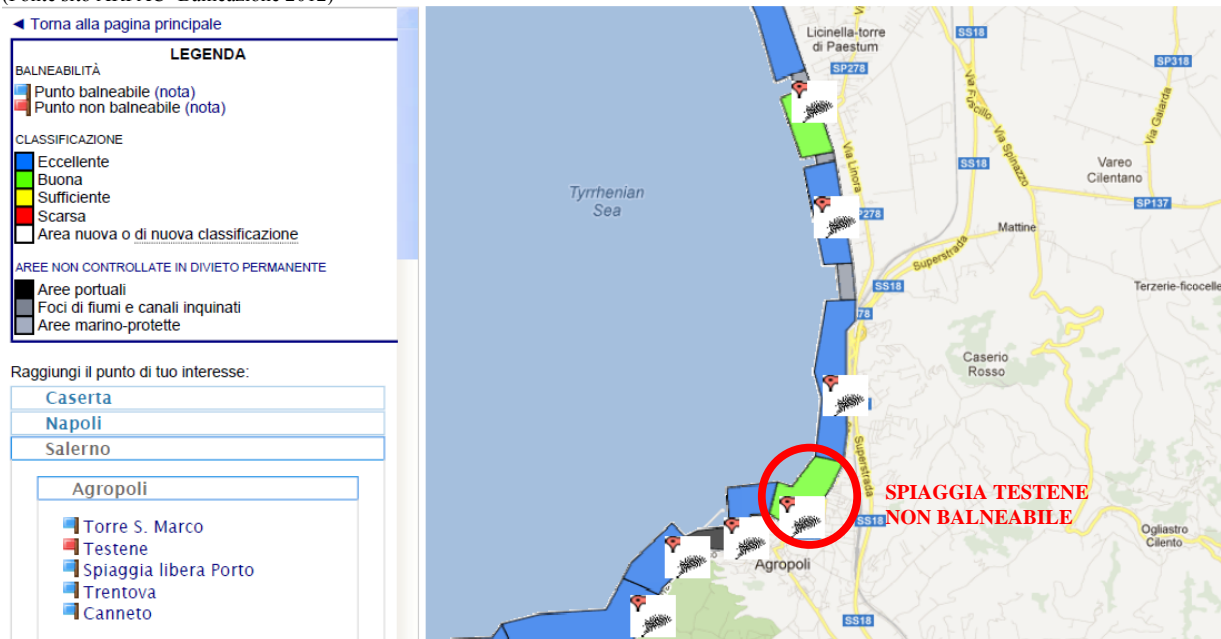 ◄ Torna alla pagina principale
LEGENDA
BALNEABILITÀ
Punto balneabile (nota)
Punto non balneabile (nota)
CLASSIFICAZIONE
Eccellente
Buona
Sufficiente
Scarsa
Area nuova o di nuova classificazione
AREE NON CONTROLLATE IN DIVIETO PERMANENTE
Aree portuali
Foci di fiumi e canali inquinati
Aree marino-protette
Raggiungi il punto di tuo interesse:
Caserta
Napoli
Salerno
Agropoli
Torre S. Marco
Testene
Spiaggia libera Porto
Trentova
Canneto
Licinella-torre
di Paestum
SS18
SP278
SP318
Via Fuscillo
Via Gaiarda
Via Linora
Via Spinazzo
SS18
Vareo
Cilentano
Tyrrhenian
Sea
SP137
P278
Mattine
Superstrada
SS18
Terzerie-ficocelle
78
Caserio
Rosso
Superstrada
SPIAGGIA TESTENE
NON BALNEABILE
SS18
Ogliastro
Cilento
Agropoli
SS18